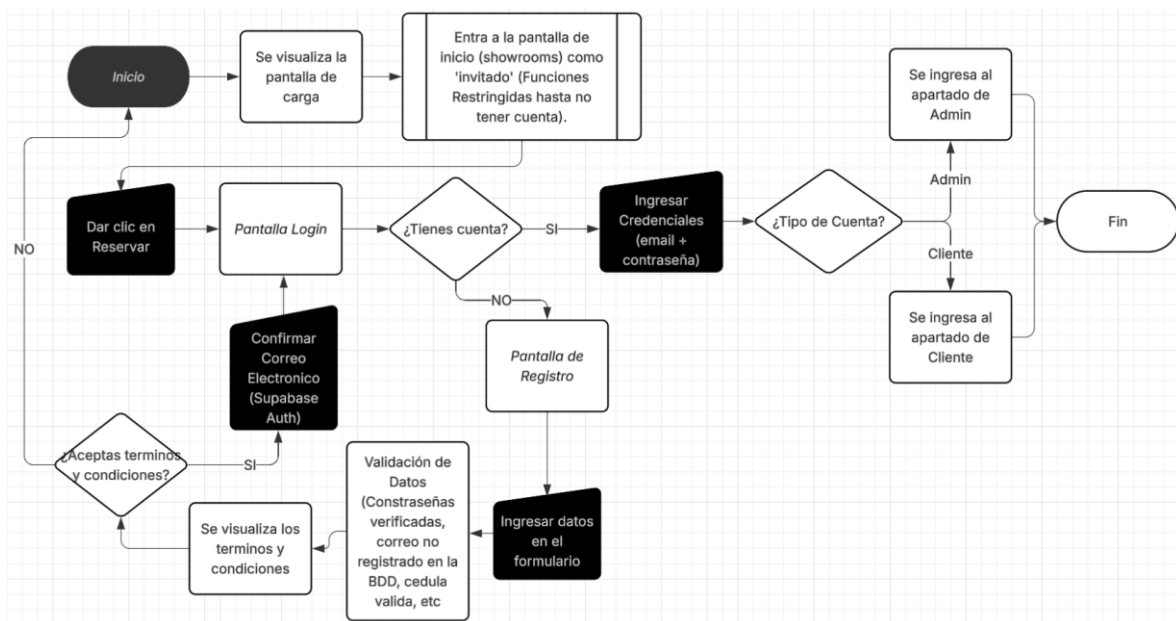 Inicio
Se visualiza la
pantalla de
carga
Entra a la pantalla de
inicio (showrooms) como
'invitado' (Funciones
Restringidas hasta no
tener cuenta).
Dar clic en
Reservar
Pantalla Login
¿Tienes cuenta?
SI
Ingresar
Credenciales
(email +
contraseña)
¿Tipo de Cuenta?
Admin
Se ingresa al
apartado de
Admin
Cliente
Se ingresa al
apartado de
Cliente
Fin
NO
Pantalla de
Registro
Ingresar datos
en el
formulario
Validación de
Datos
(Constraseñas
verificadas,
correo no
registrado en la
BDD, cedula
valida, etc
Se visualiza los
terminos y
condiciones
¿Aceptas terminos
y condiciones?
SI
Confirmar
Correo
Electronico
(Supabase
Auth)
NO